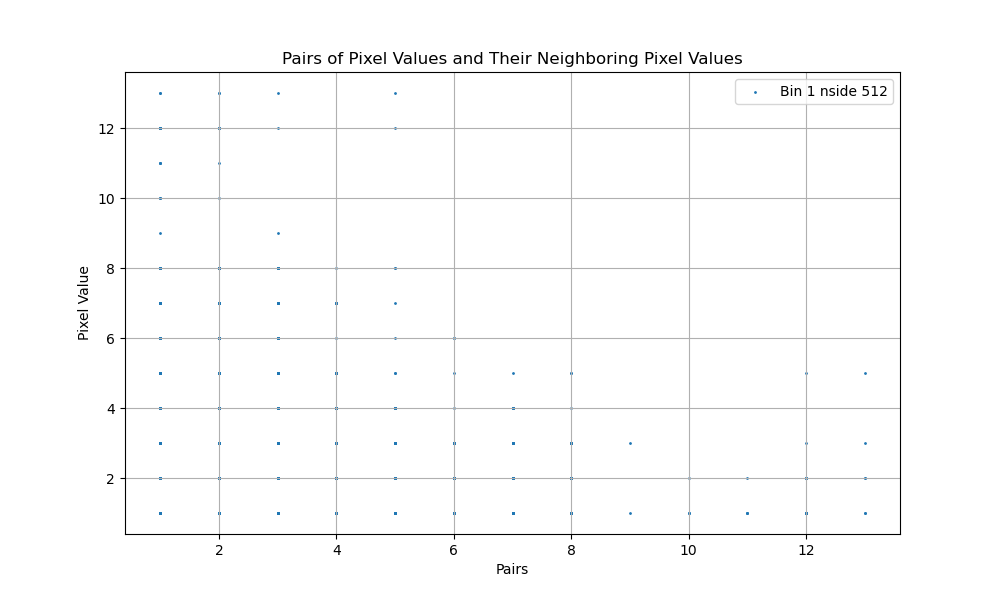 Pairs of Pixel Values and Their Neighboring Pixel Values
Bin 1 nside 512
12
10
8
6
4
2
Pixel Value
2 4 6 8 10 12
Pairs